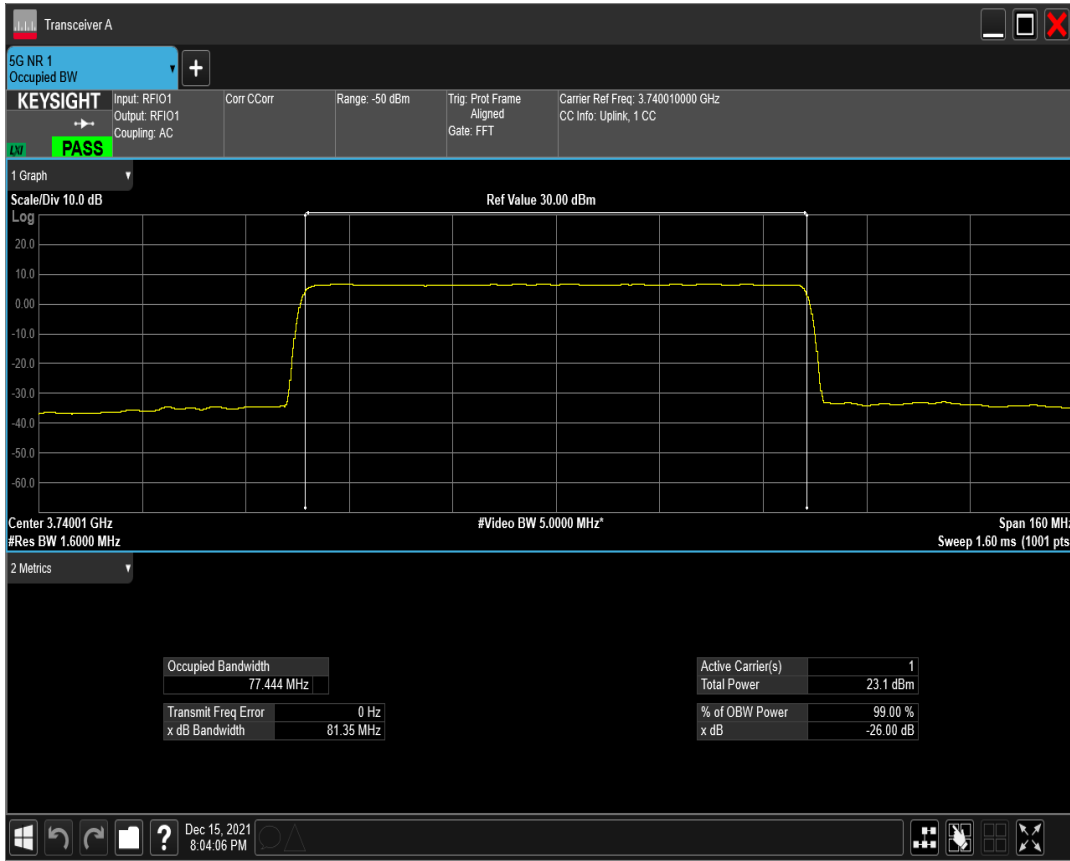 Transceiver A
5G NR 1
Occupied BW
+
KEYSIGHT
LXI
PASS
Input: RFIO1
Output: RFIO1
Coupling: AC
Corr CCorr
Range: -50 dBm
Trig: Prot Frame
Aligned
Gate: FFT
Carrier Ref Freq: 3.740010000 GHz
CC Info: Uplink, 1 CC
1 Graph
Scale/Div 10.0 dB
Ref Value 30.00 dBm
Log
20.0
10.0
0.00
-10.0
-20.0
-30.0
-40.0
-50.0
-60.0
Center 3.74001 GHz
#Video BW 5.0000 MHz*
Span 160 MHz
#Res BW 1.6000 MHz
Sweep 1.60 ms (1001 pts
2 Metrics
Occupied Bandwidth
77.444 MHz
Transmit Freq Error 0 Hz
x dB Bandwidth 81.35 MHz
Active Carrier(s) 1
Total Power 23.1 dBm
% of OBW Power 99.00 %
x dB -26.00 dB
?
Dec 15, 2021
8:04:06 PM